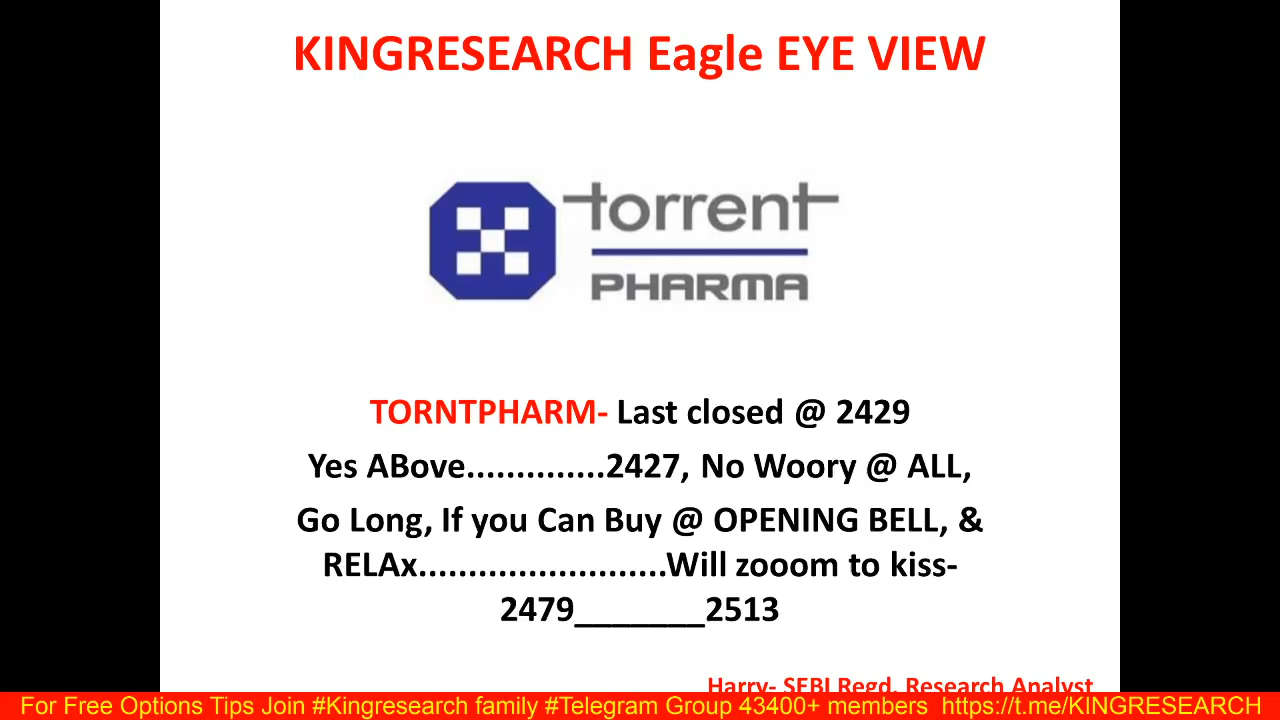 KINGRESEARCH Eagle EYE VIEW
torrent
PHARMA
TORNTPHARM- Last closed @ 2429
Yes ABove..............2427, No Woory @ ALL,
Go Long, If you Can Buy @ OPENING BELL, &
RELAx.........................Will zooom to kiss-
2479_______2513
Harry- SEBI Regd. Research Analyst
For Free Options Tips Join #Kingresearch family #Telegram Group 43400+ members https://t.me/KINGRESEARCH